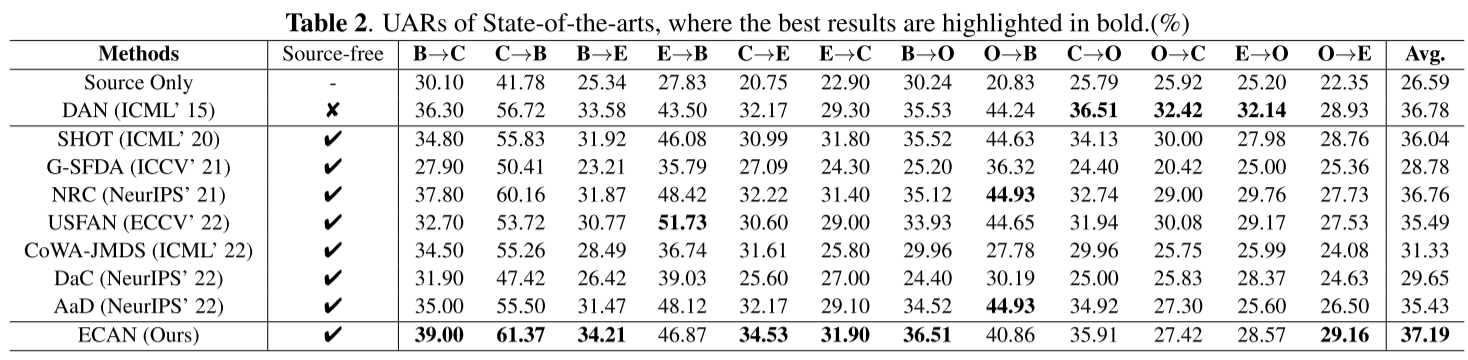 Table 2. UARs of State-of-the-arts, where the best results are highlighted in bold.(%)
Methods Source-free B→C C→B B→E E→B C→E E→C B→O O→B C→O O→C E→O O→E Avg.
Source Only - 30.10 41.78 25.34 27.83 20.75 22.90 30.24 20.83 25.79 25.92 25.20 22.35 26.59
DAN (ICML' 15) ✘ 36.30 56.72 33.58 43.50 32.17 29.30 35.53 44.24 36.51 32.42 32.14 28.93 36.78
SHOT (ICML' 20) ✔ 34.80 55.83 31.92 46.08 30.99 31.80 35.52 44.63 34.13 30.00 27.98 28.76 36.04
G-SFDA (ICCV' 21) ✔ 27.90 50.41 23.21 35.79 27.09 24.30 25.20 36.32 24.40 20.42 25.00 25.36 28.78
NRC (NeurIPS' 21) ✔ 37.80 60.16 31.87 48.42 32.22 31.40 35.12 44.93 32.74 29.00 29.76 27.73 36.76
USFAN (ECCV' 22) ✔ 32.70 53.72 30.77 51.73 30.60 29.00 33.93 44.65 31.94 30.08 29.17 27.53 35.49
CoWA-JMDS (ICML' 22) ✔ 34.50 55.26 28.49 36.74 31.61 25.80 29.96 27.78 29.96 25.75 25.99 24.08 31.33
DaC (NeurIPS' 22) ✔ 31.90 47.42 26.42 39.03 25.60 27.00 24.40 30.19 25.00 25.83 28.37 24.63 29.65
AaD (NeurIPS' 22) ✔ 35.00 55.50 31.47 48.12 32.17 29.10 34.52 44.93 34.92 27.30 25.60 26.50 35.43
ECAN (Ours) ✔ 39.00 61.37 34.21 46.87 34.53 31.90 36.51 40.86 35.91 27.42 28.57 29.16 37.19